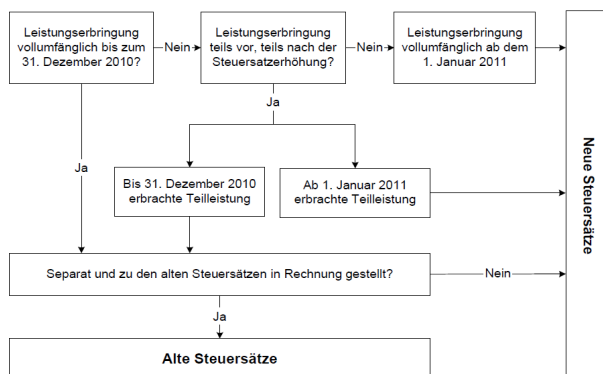 Leistungserbringung
vollumfänglich bis zum
31. Dezember 2010?
Nein
Leistungserbringung
teils vor, teils nach der
Steuersatzerhöhung?
Nein
Leistungserbringung
vollumfänglich ab dem
1. Januar 2011
Ja
Ja
Bis 31. Dezember 2010
erbrachte Teilleistung
Ab 1. Januar 2011
erbrachte Teilleistung
Neue Steuersätze
Separat und zu den alten Steuersätzen in Rechnung gestellt?
Nein
Ja
Alte Steuersätze